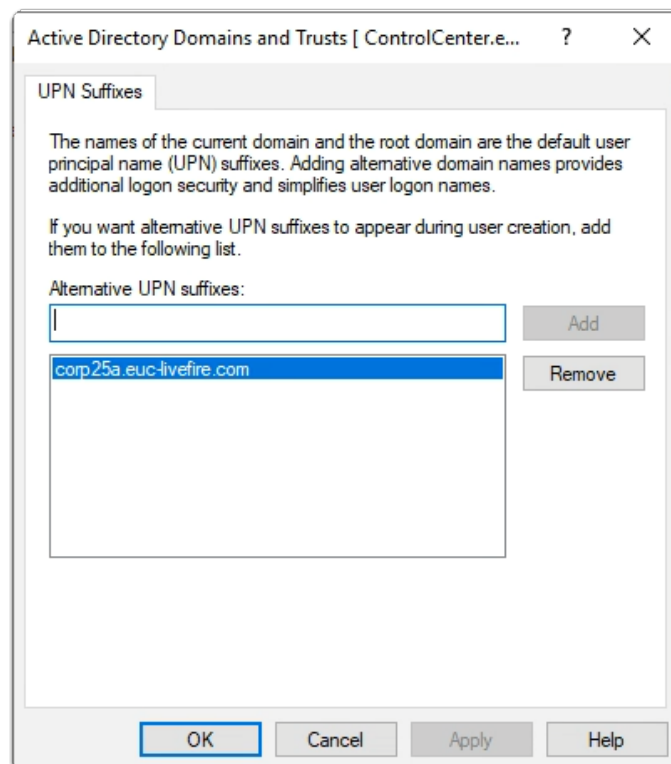 Active Directory Domains and Trusts [ ControlCenter.e...
?
UPN Suffixes
The names of the current domain and the root domain are the default user
principal name (UPN) suffixes. Adding alternative domain names provides
additional logon security and simplifies user logon names.
If you want alternative UPN suffixes to appear during user creation, add
them to the following list.
Alternative UPN suffixes:
Add
corp25a.euc-livefire.com
Remove
OK
Cancel
Apply
Help